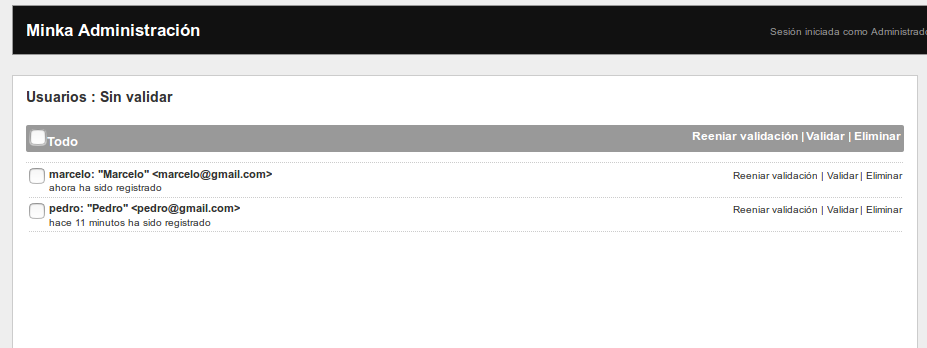 Minka Administración
Sesión iniciada como Administrado
Usuarios : Sin validar
Todo
Reeniar validación | Validar | Eliminar
marcelo: "Marcelo" <marcelo@gmail.com>
Reeniar validación | Validar | Eliminar
ahora ha sido registrado
pedro: "Pedro" <pedro@gmail.com>
Reeniar validación | Validar | Eliminar
hace 11 minutos ha sido registrado